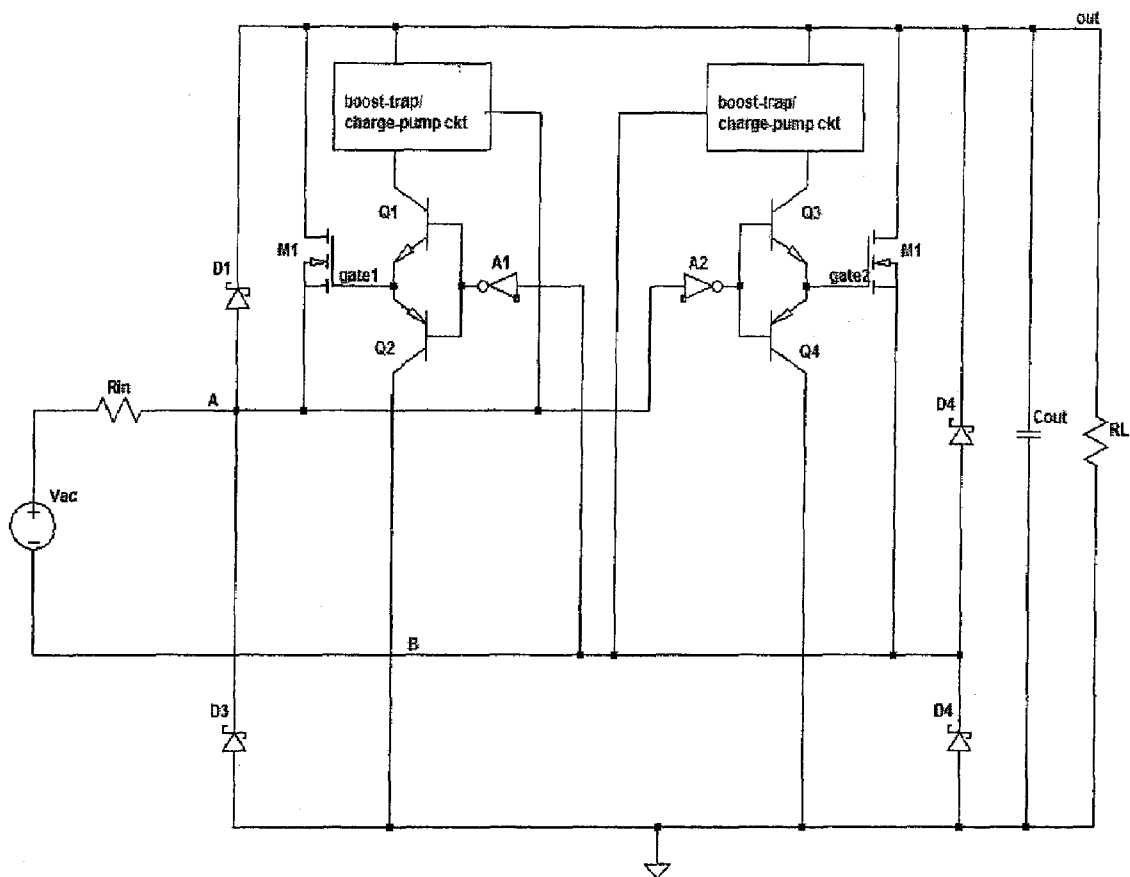 out
boost-trap/
charge-pump ckt
boost-trap/
charge-pump ckt
Q1
Q3
M1
A1
A2
M1
D1
gate1
gate2
Q2
Q4
Rin
A
D4
Cout
RL
Vac
B
D3
D4